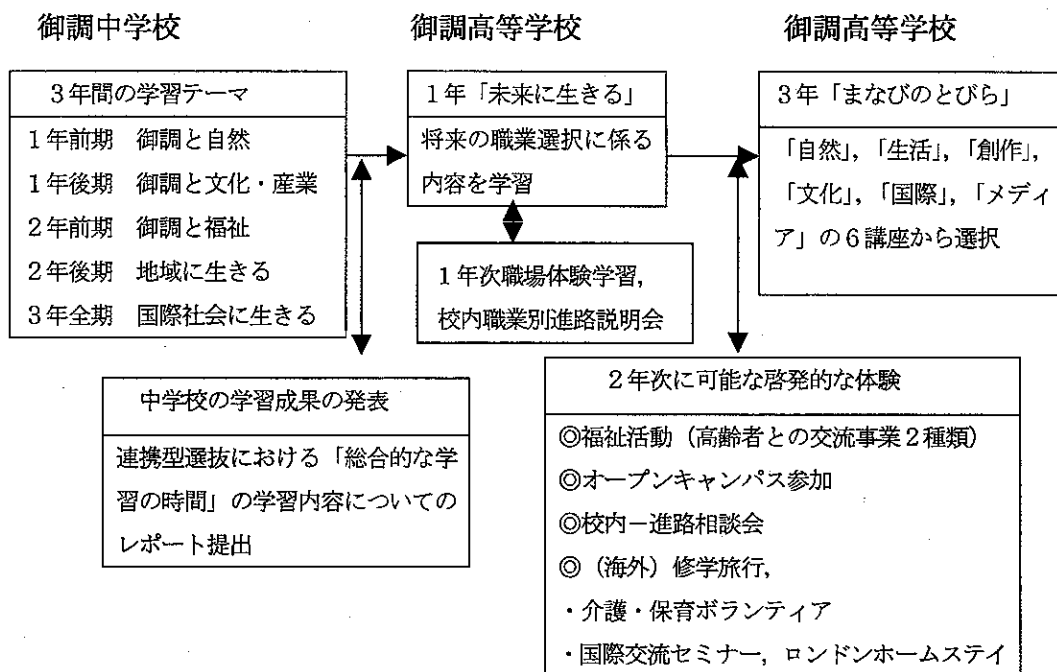 御調中学校
3年間の学習テーマ
1年前期　御調と自然
1年後期　御調と文化・産業
2年前期　御調と福祉
2年後期　地域に生きる
3年全期　国際社会に生きる
中学校の学習成果の発表
連携型選抜における「総合的な学
習の時間」の学習内容についての
レポート提出
御調高等学校
1年「未来に生きる」
将来の職業選択に係る
内容を学習
1年次職場体験学習，
校内職業別進路説明会
御調高等学校
3年「まなびのとびら」
「自然」，「生活」，「創作」，
「文化」，「国際」，「メディ
ア」の6講座から選択
2年次に可能な啓発的な体験
◎福祉活動（高齢者との交流事業2種類）
◎オープンキャンパス参加
◎校内－進路相談会
◎（海外）修学旅行，
・介護・保育ボランティア
・国際交流セミナー，ロンドンホームステイ